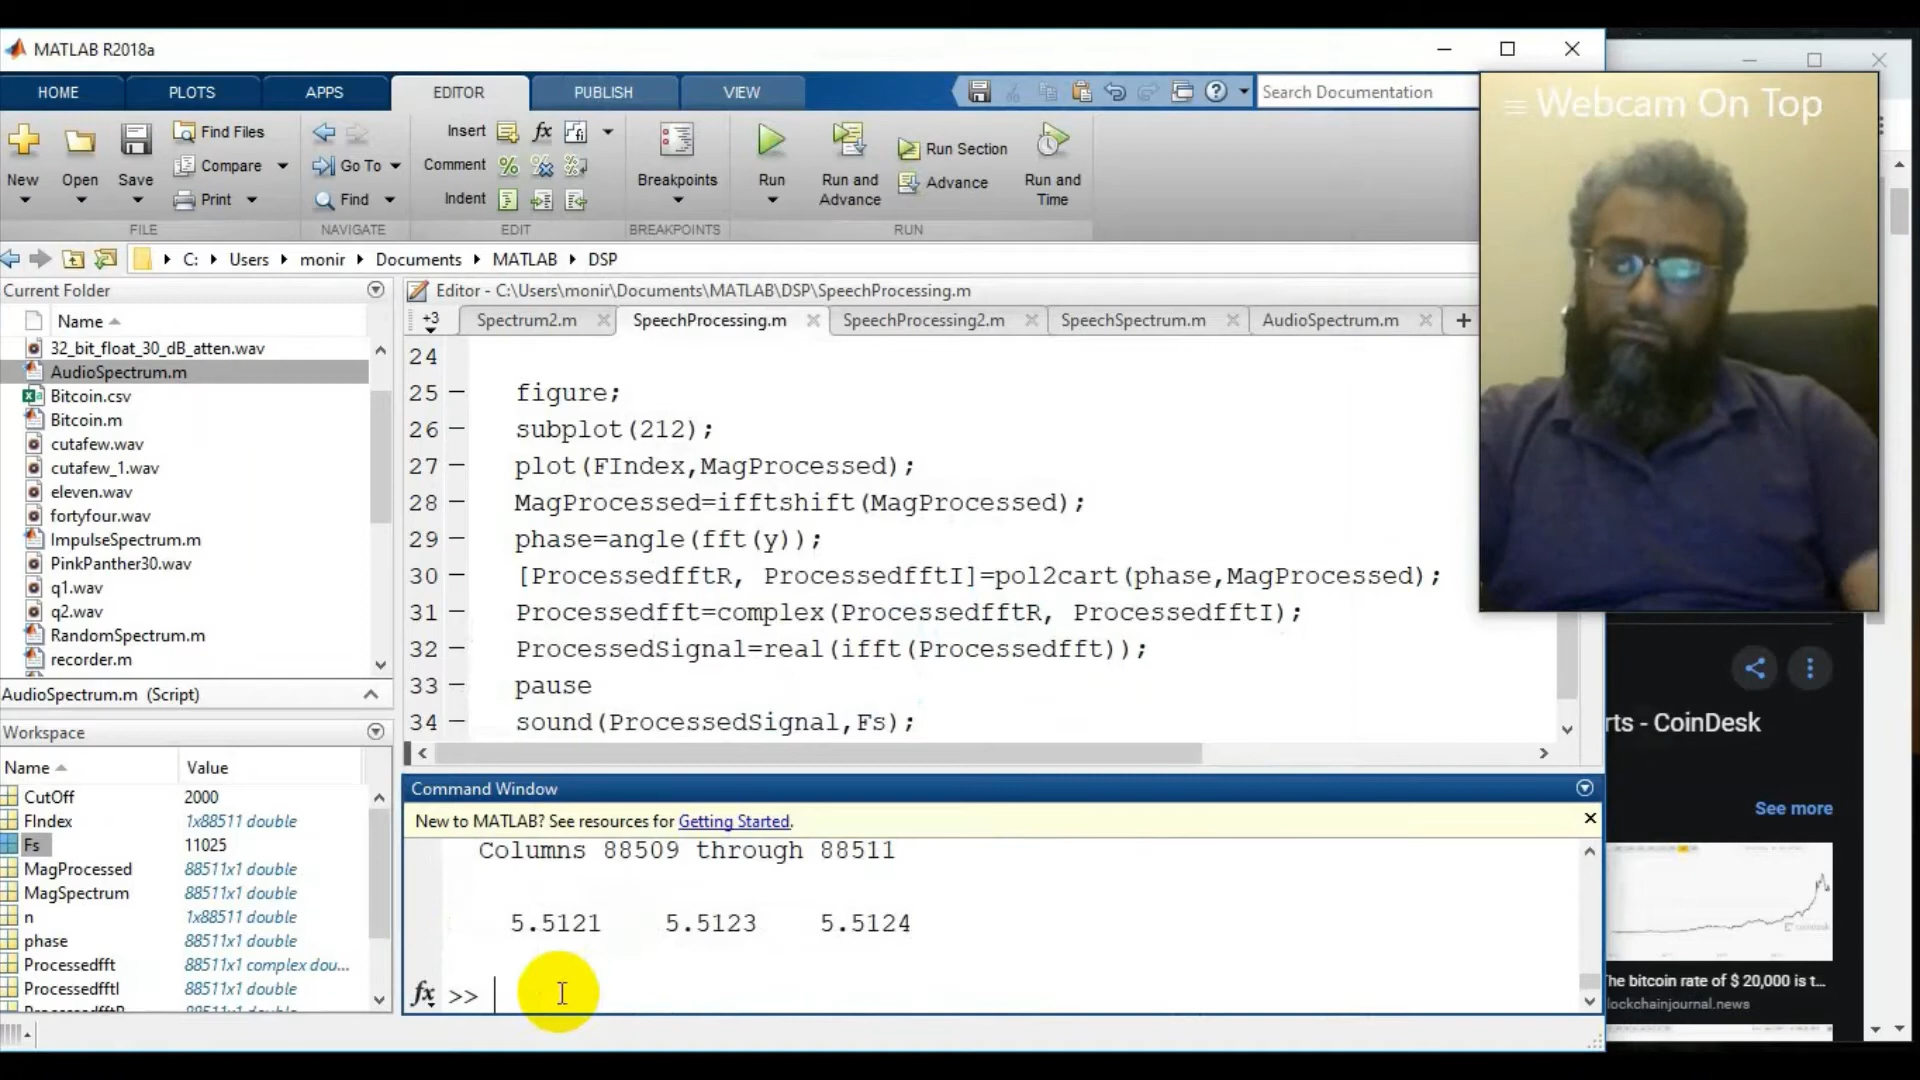 MATLAB R2018a
HOME
PLOTS
APPS
EDITOR
PUBLISH
VIEW
Search Documentation
Webcam On Top
New
Open
Save
Find Files
Compare
Print
Go To
Find
Insert
Comment
Indent
fx
Breakpoints
Run
Run and Advance
Run Section
Advance
Run and Time
FILE
NAVIGATE
EDIT
BREAKPOINTS
RUN
C: Users monir Documents MATLAB DSP
Current Folder
Name
32_bit_float_30_dB_atten.wav
AudioSpectrum.m
Bitcoin.csv
Bitcoin.m
cutafew.wav
cutafew_1.wav
eleven.wav
fortyfour.wav
ImpulseSpectrum.m
PinkPanther30.wav
q1.wav
q2.wav
RandomSpectrum.m
recorder.m
AudioSpectrum.m (Script)
Workspace
Name Value
CutOff 2000
FIndex 1x88511 double
Fs 11025
MagProcessed 88511x1 double
MagSpectrum 88511x1 double
n 1x88511 double
phase 88511x1 double
Processedfft 88511x1 complex dou...
ProcessedfftI 88511x1 double
Editor - C:\Users\monir\Documents\MATLAB\DSP\SpeechProcessing.m
+3
Spectrum2.m
SpeechProcessing.m
SpeechProcessing2.m
SpeechSpectrum.m
AudioSpectrum.m
24
25 figure;
26 subplot(212);
27 plot(FIndex,MagProcessed);
28 MagProcessed=ifftshift(MagProcessed);
29 phase=angle(fft(y));
30 [ProcessedfftR, ProcessedfftI]=pol2cart(phase,MagProcessed);
31 Processedfft=complex(ProcessedfftR, ProcessedfftI);
32 ProcessedSignal=real(ifft(Processedfft));
33 pause
34 sound(ProcessedSignal,Fs);
Command Window
New to MATLAB? See resources for Getting Started.
Columns 88509 through 88511
5.5121 5.5123 5.5124
fx >>
rts - CoinDesk
See more
he bitcoin rate of $ 20,000 is t...
lockchainjournal.news